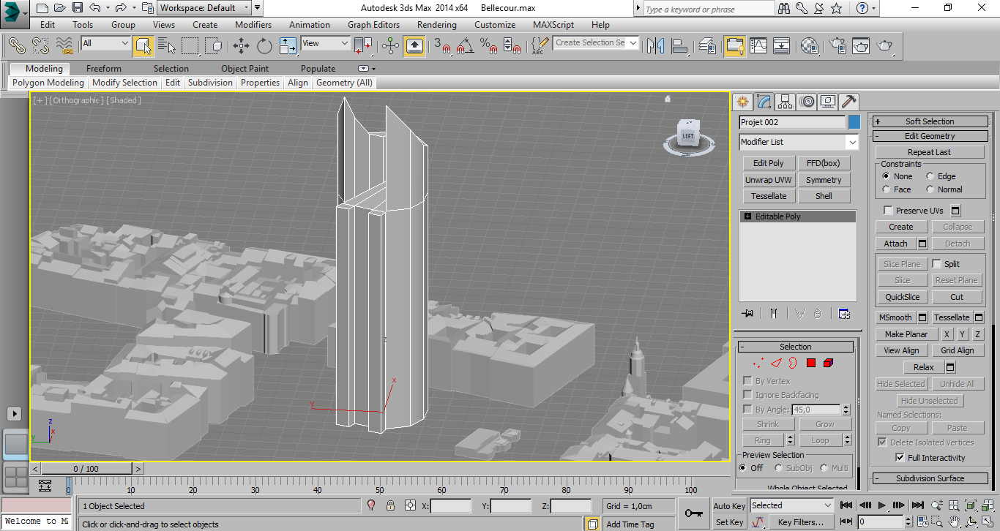 Workspace: Default
Autodesk 3ds Max 2014 x64 Bellecour.max
Type a keyword or phrase
Edit Tools Group Views Create Modifiers Animation Graph Editors Rendering Customize MAXScript Help
All
View
3
%
ABC
Create Selection Se
Modeling Freeform Selection Object Paint Populate
Polygon Modeling Modify Selection Edit Subdivision Properties Align Geometry (All)
[+] [Orthographic] [Shaded]
LEFT
z
x
y
z
x
y
Projet 002
Modifier List
Edit Poly FFD(box)
Unwrap UVW Symmetry
Tessellate Shell
Editable Poly
- Selection
By Vertex
Ignore Backfacing
By Angle: 45,0
Shrink Grow
Ring Loop
Preview Selection
Off SubObj Multi
Whole Object Selected
+ Soft Selection
- Edit Geometry
Repeat Last
Constraints
None Edge
Face Normal
Preserve UVs
Create Collapse
Attach Detach
Slice Plane Split
Slice Reset Plane
QuickSlice Cut
MSmooth Tessellate
Make Planar X Y Z
View Align Grid Align
Relax
Hide Selected Unhide All
Hide Unselected
Named Selections:
Copy Paste
Delete Isolated Vertices
Full Interactivity
- Subdivision Surface
< 0 / 100 >
0 10 20 30 40 50 60 70 80 90 100
1 Object Selected X: Y: Z: Grid = 1,0cm Auto Key Selected
Welcome to M
Click or click-and-drag to select objects Add Time Tag Set Key Key Filters... 0